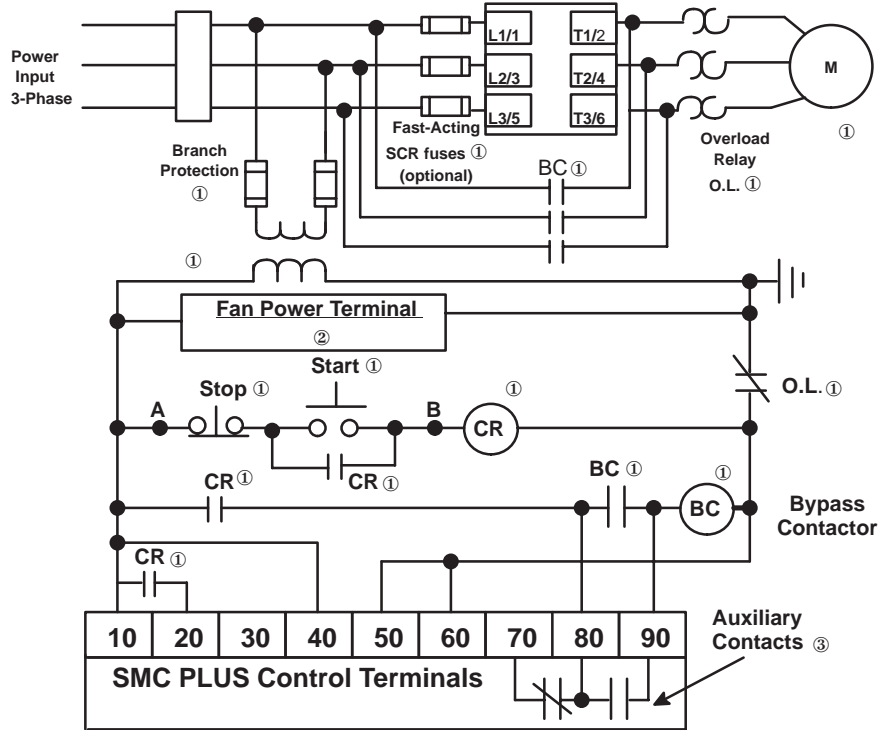 Power
Input
3-Phase
L1/1
T1/2
L2/3
T2/4
L3/5
T3/6
M
①
Fast-Acting
SCR fuses ①
(optional)
Branch
Protection
①
BC ①
Overload
Relay
O.L. ①
①
Fan Power Terminal
②
Start ①
Stop ①
①
O.L. ①
A
B
CR
CR ①
CR ①
BC ①
①
BC
Bypass
Contactor
CR ①
10 20 30 40 50 60 70 80 90
Auxiliary
Contacts ③
SMC PLUS Control Terminals